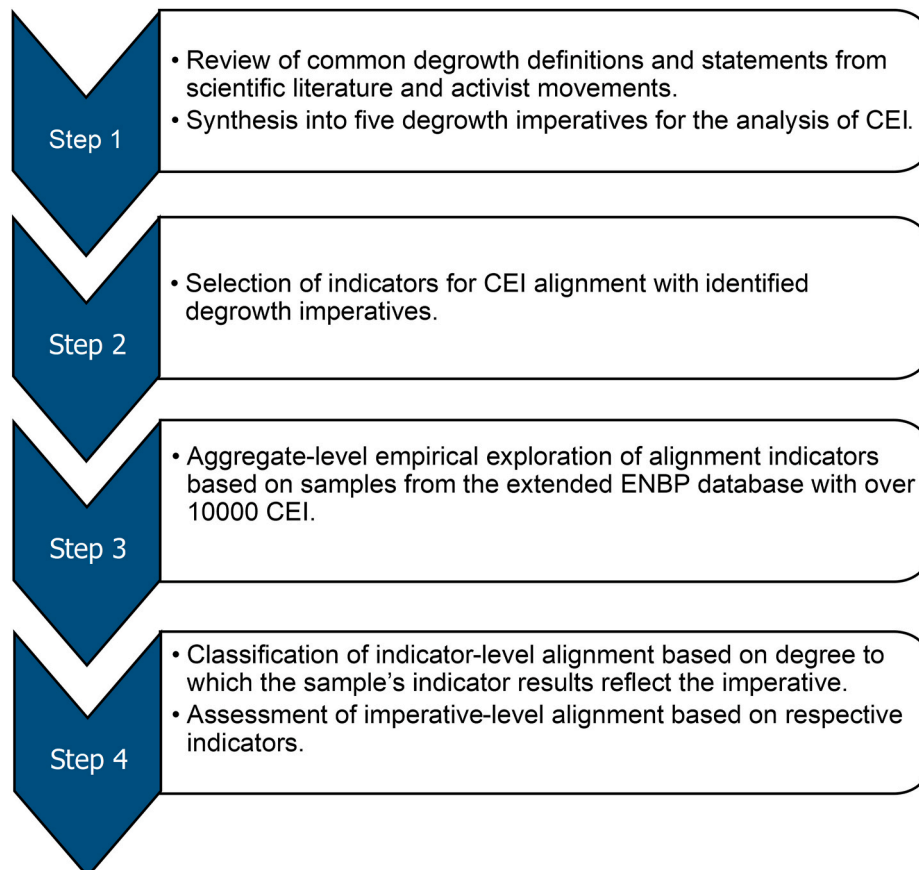 Step 1
• Review of common degrowth definitions and statements from
scientific literature and activist movements.
• Synthesis into five degrowth imperatives for the analysis of CEI.
Step 2
• Selection of indicators for CEI alignment with identified
degrowth imperatives.
Step 3
• Aggregate-level empirical exploration of alignment indicators
based on samples from the extended ENBP database with over
10000 CEI.
Step 4
• Classification of indicator-level alignment based on degree to
which the sample's indicator results reflect the imperative.
• Assessment of imperative-level alignment based on respective
indicators.